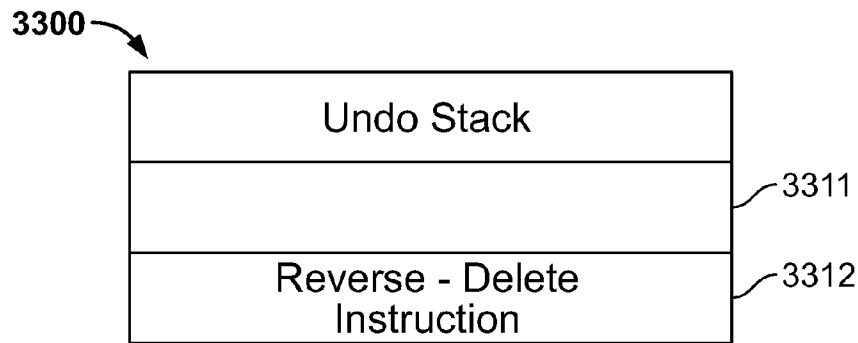 3300
Undo Stack
3311
Reverse - Delete
Instruction
3312